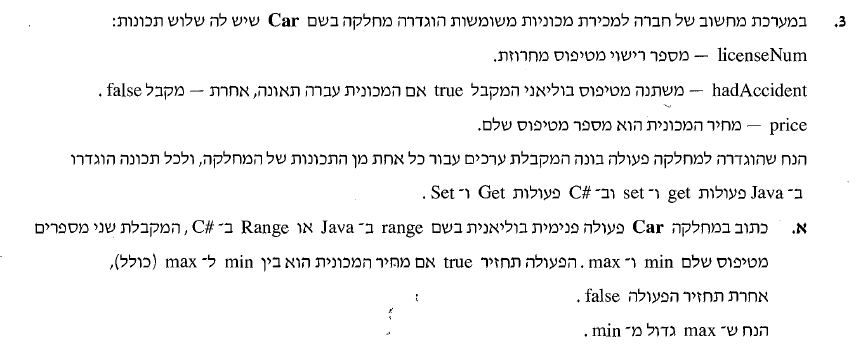 3. במערכת מחשוב של חברה למכירת מכוניות משומשות הוגדרה מחלקה בשם Car שיש לה שלוש תכונות:
licenseNum – מספר רישוי מטיפוס מחרוזת.
hadAccident – משתנה מטיפוס בוליאני המקבל true אם המכונית עברה תאונה, אחרת – מקבל false .
price – מחיר המכונית הוא מספר מטיפוס שלם.
הנח שהוגדרה למחלקה פעולה בונה המקבלת ערכים עבור כל אחת מן התכונות של המחלקה, ולכל תכונה הוגדרו
ב־ Java פעולות get ו־ set וב־ C# פעולות Get ו־ Set .
א. כתוב במחלקה Car פעולה פנימית בוליאנית בשם range ב־ Java או Range ב־ C# , המקבלת שני מספרים
מטיפוס שלם min ו־ max . הפעולה תחזיר true אם מחיר המכונית הוא בין min ל־ max (כולל),
אחרת תחזיר הפעולה false .
הנח ש־ max גדול מ־ min .